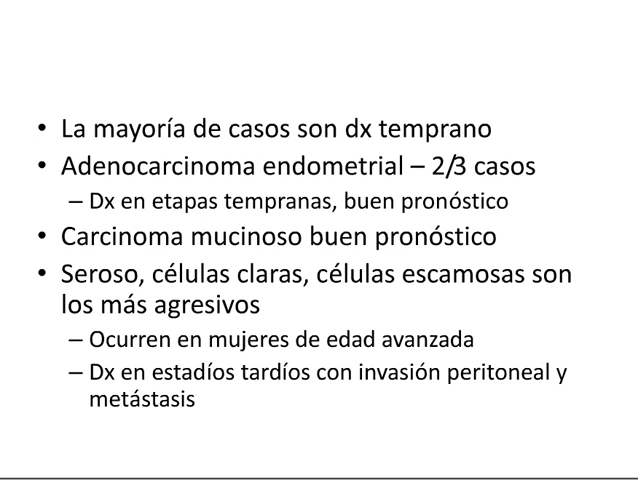 • La mayoría de casos son dx temprano
• Adenocarcinoma endometrial – 2/3 casos
– Dx en etapas tempranas, buen pronóstico
• Carcinoma mucinoso buen pronóstico
• Seroso, células claras, células escamosas son
los más agresivos
– Ocurren en mujeres de edad avanzada
– Dx en estadíos tardíos con invasión peritoneal y
metástasis